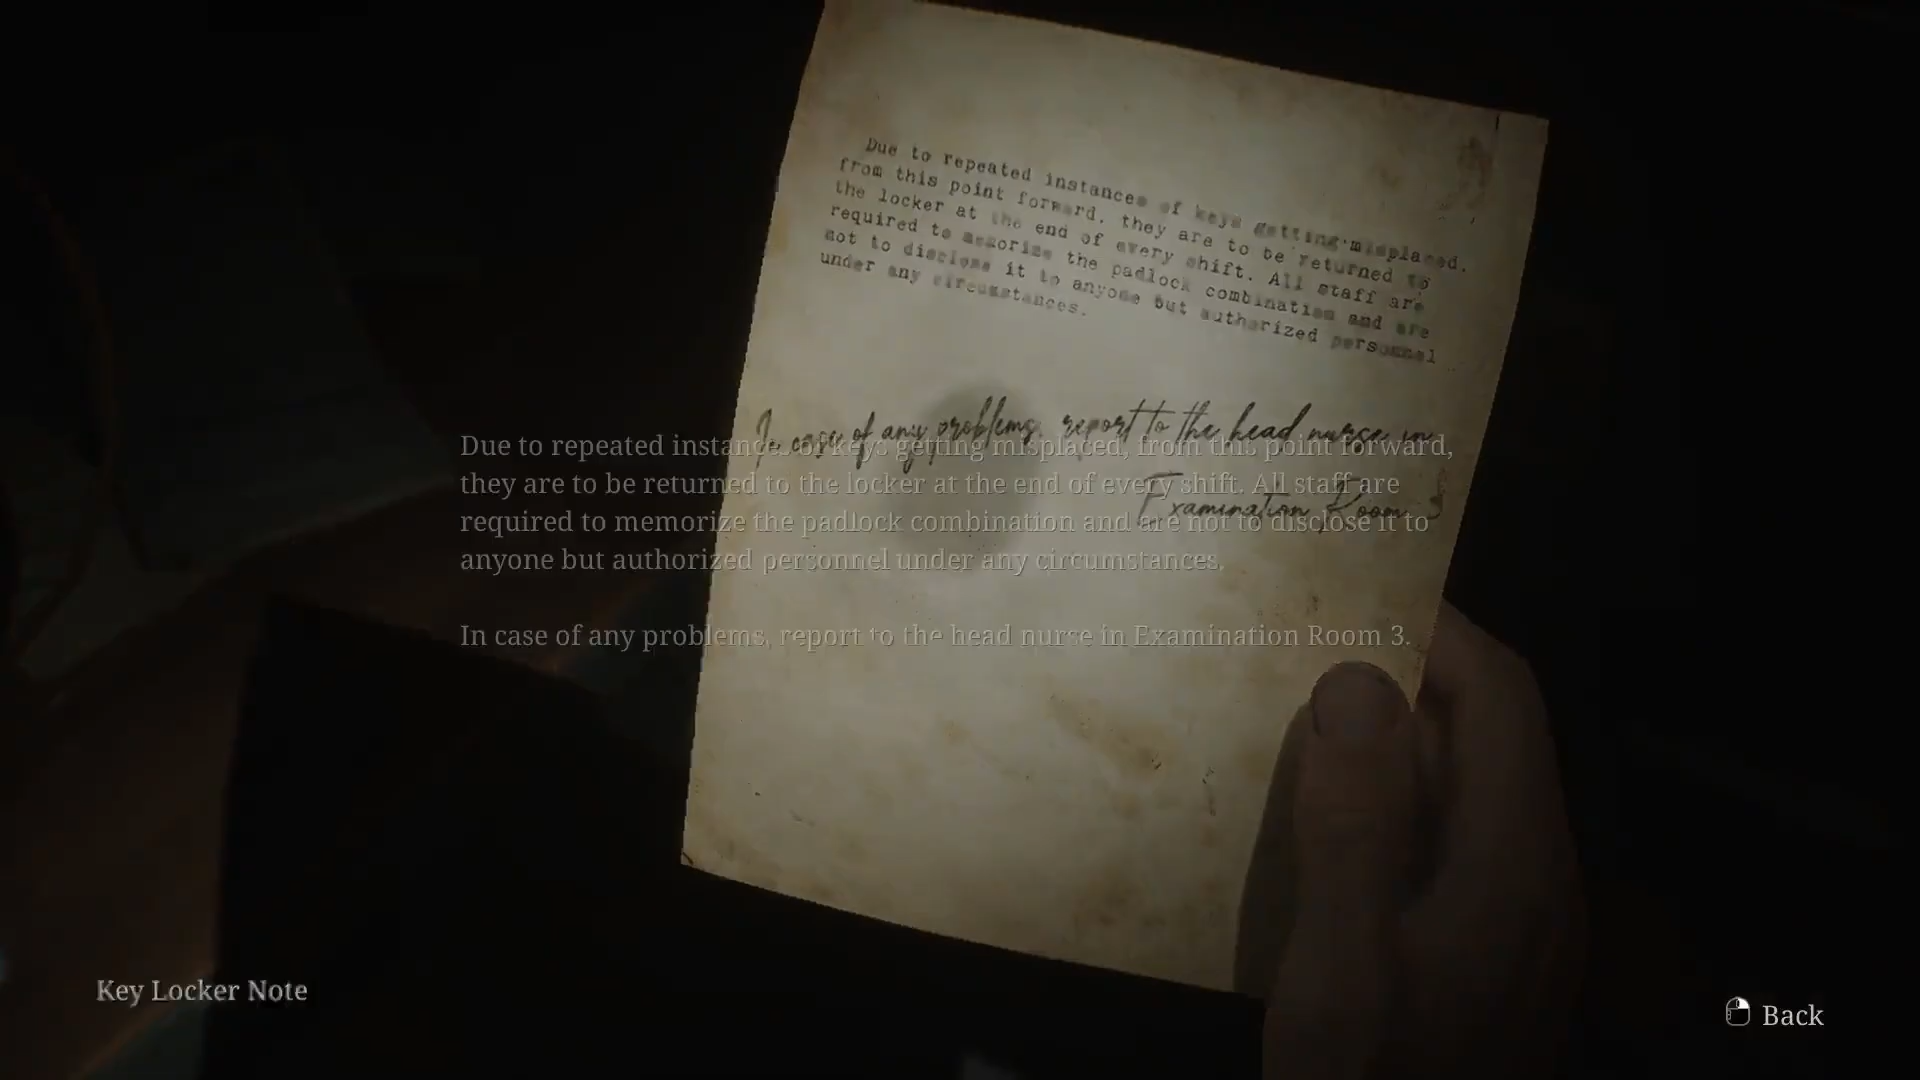 Due to repeated instances of keys getting misplaced,
from this point forward, they are to be returned to
the locker at the end of every shift. All staff are
required to memorize the padlock combination and are
not to disclose it to anyone but authorized personnel
under any circumstances.
In case of any problems, report to the head nurse in
Examination Room 3
Due to repeated instances of keys getting misplaced, from this point forward,
they are to be returned to the locker at the end of every shift. All staff are
required to memorize the padlock combination and are not to disclose it to
anyone but authorized personnel under any circumstances.
In case of any problems, report to the head nurse in Examination Room 3.
Key Locker Note
Back